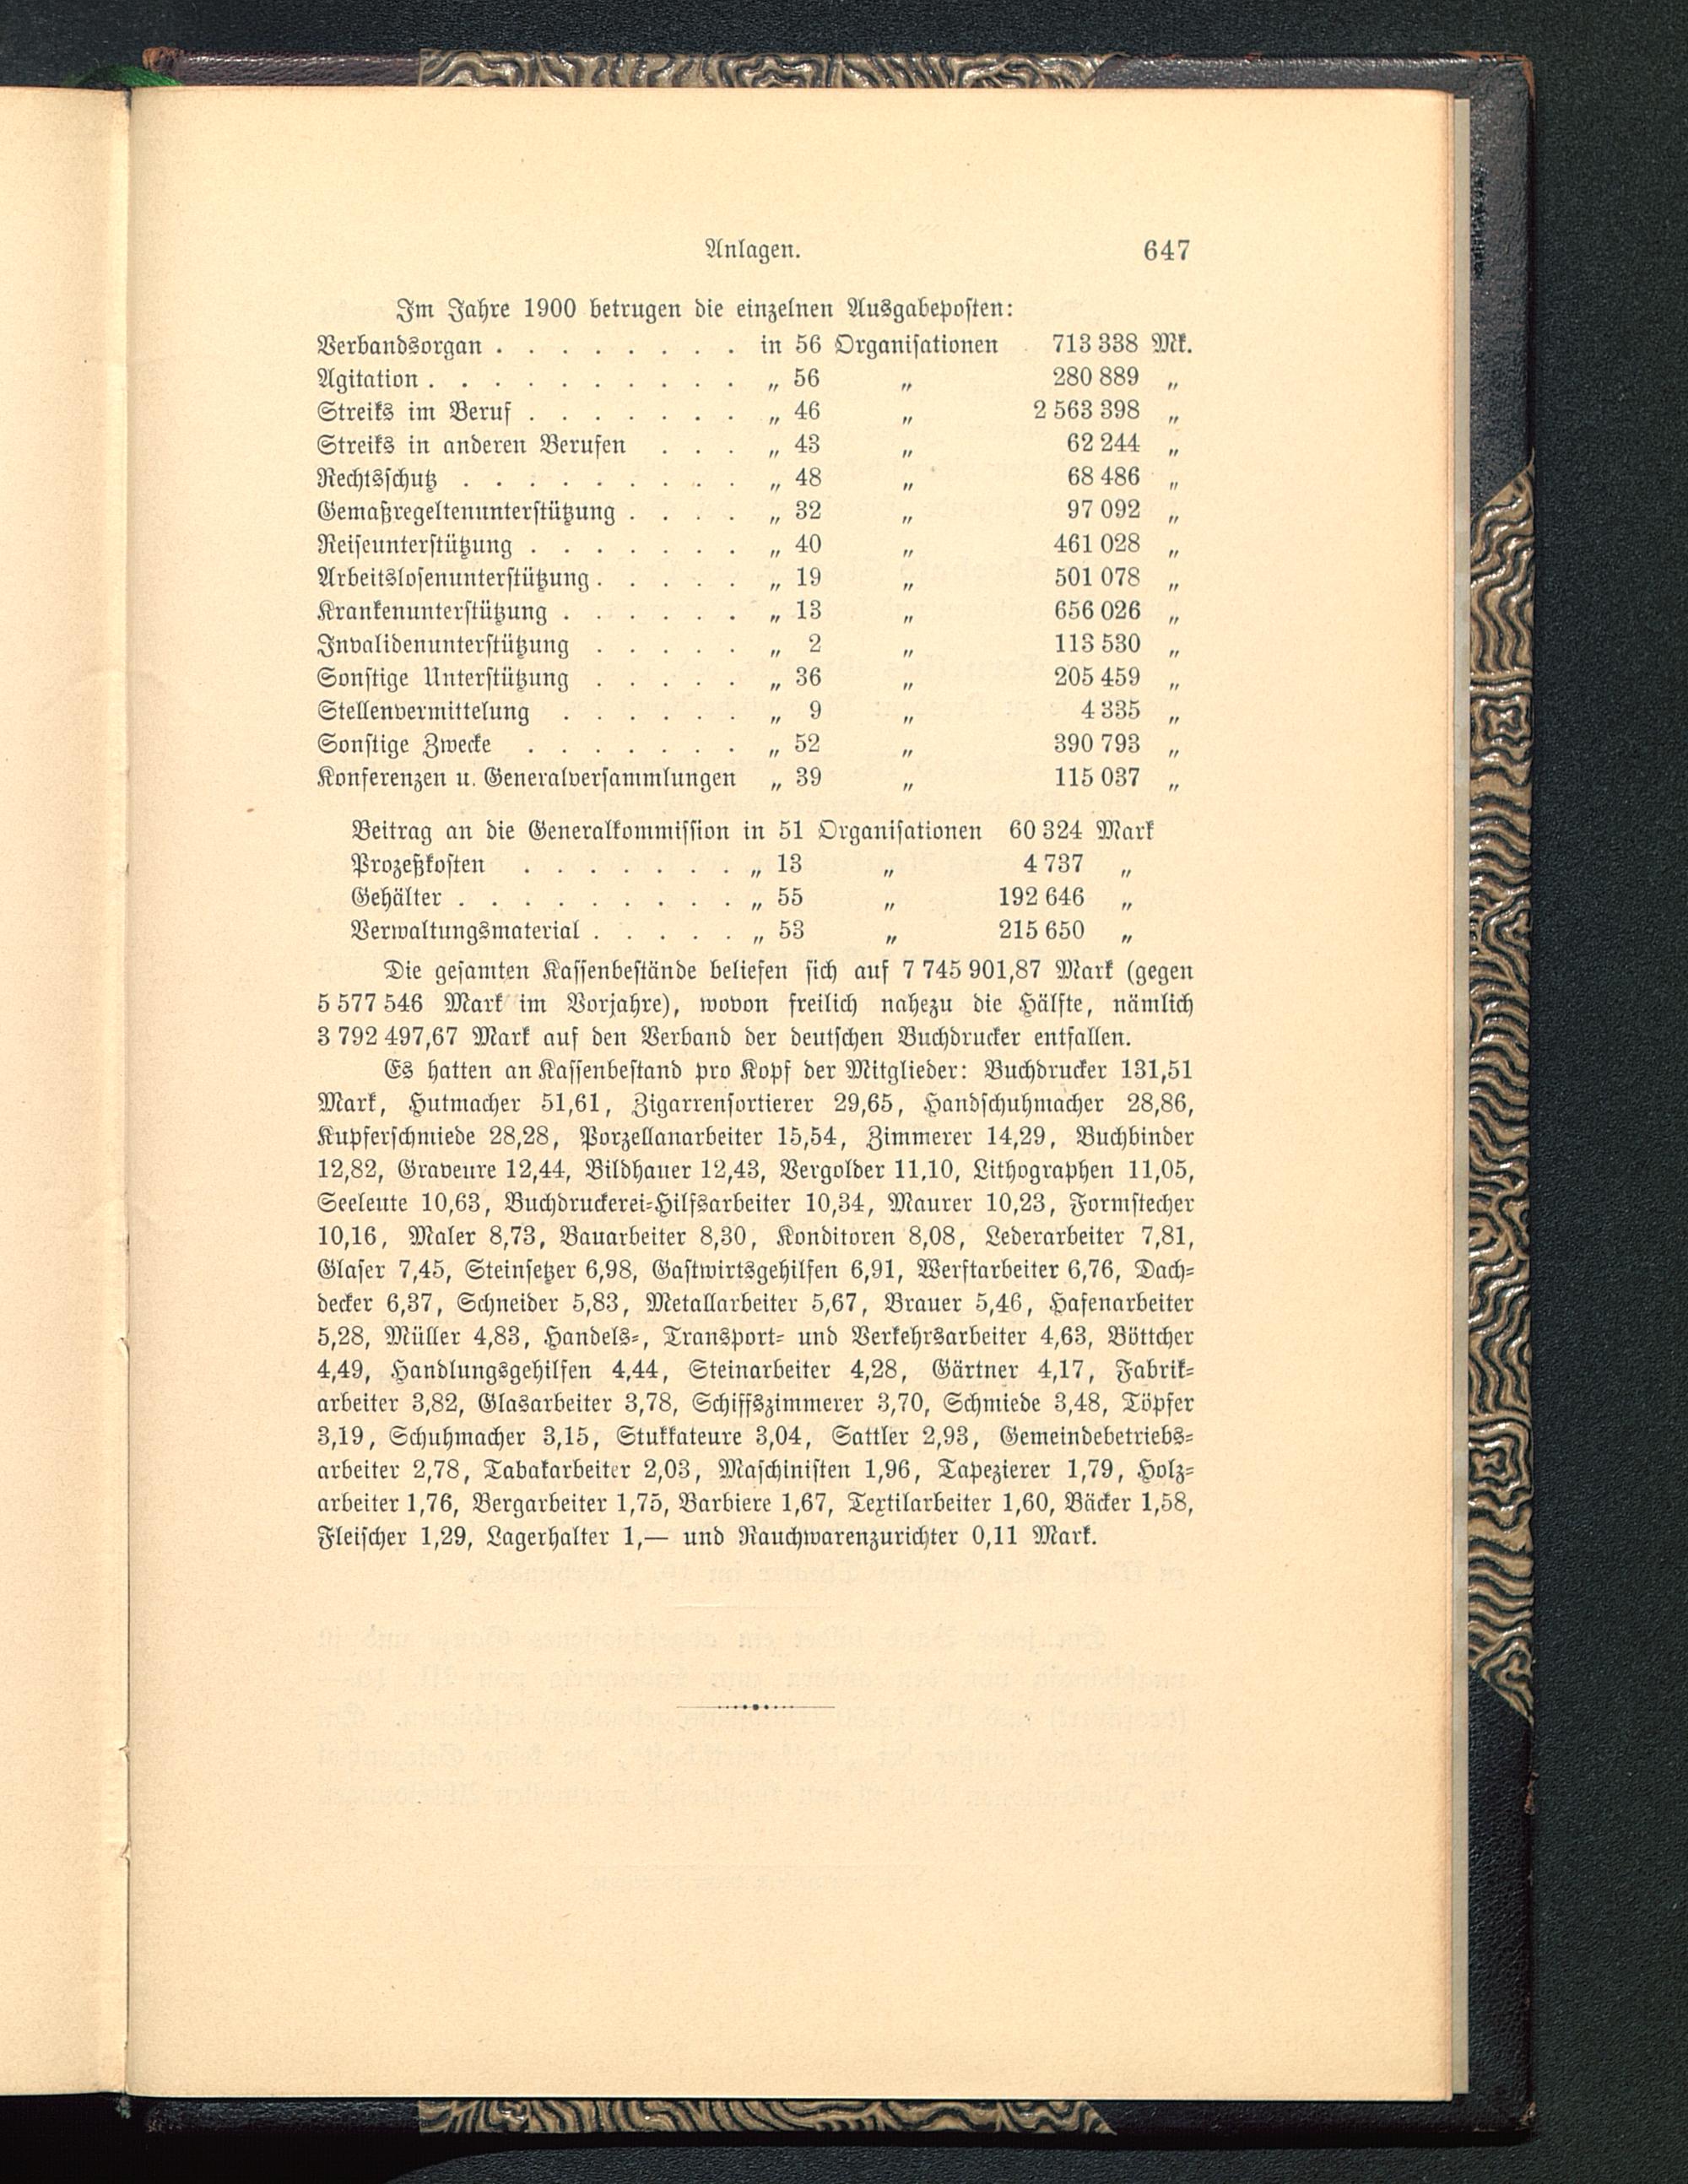 Anlagen. 647
Im Jahre 1900 betrugen die einzelnen Ausgabeposten:
Verbandsorgan . . . . . . . . in 56 Organisationen 713 338 Mk.
Agitation . . . . . . . . . . „ 56 „ 280 889 „
Streiks im Beruf . . . . . . . „ 46 „ 2 563 398 „
Streiks in anderen Berufen . . . „ 43 „ 62 244 „
Rechtsschutz . . . . . . . . . „ 48 „ 68 486 „
Gemaßregeltenunterstützung . . . . „ 32 „ 97 092 „
Reiseunterstützung . . . . . . . „ 40 „ 461 028 „
Arbeitslosenunterstützung . . . . . „ 19 „ 501 078 „
Krankenunterstützung . . . . . . „ 13 „ 656 026 „
Invalidenunterstützung . . . . . „ 2 „ 113 530 „
Sonstige Unterstützung . . . . . „ 36 „ 205 459 „
Stellenvermittelung . . . . . . „ 9 „ 4 335 „
Sonstige Zwecke . . . . . . . „ 52 „ 390 793 „
Konferenzen u. Generalversammlungen „ 39 „ 115 037 „
Beitrag an die Generalkommission in 51 Organisationen 60 324 Mark
Prozeßkosten . . . . . . . „ 13 „ 4 737 „
Gehälter . . . . . . . . . „ 55 „ 192 646 „
Verwaltungsmaterial . . . . . „ 53 „ 215 650 „
Die gesamten Kassenbestände beliefen sich auf 7 745 901,87 Mark (gegen
5 577 546 Mark im Vorjahre), wovon freilich nahezu die Hälfte, nämlich
3 792 497,67 Mark auf den Verband der deutschen Buchdrucker entfallen.
Es hatten an Kassenbestand pro Kopf der Mitglieder: Buchdrucker 131,51
Mark, Hutmacher 51,61, Zigarrensortierer 29,65, Handschuhmacher 28,86,
Kupferschmiede 28,28, Porzellanarbeiter 15,54, Zimmerer 14,29, Buchbinder
12,82, Graveure 12,44, Bildhauer 12,43, Vergolder 11,10, Lithographen 11,05,
Seeleute 10,63, Buchdruckerei-Hilfsarbeiter 10,34, Maurer 10,23, Formstecher
10,16, Maler 8,73, Bauarbeiter 8,30, Konditoren 8,08, Lederarbeiter 7,81,
Glaser 7,45, Steinsetzer 6,98, Gastwirtsgehilfen 6,91, Werftarbeiter 6,76, Dach-
decker 6,37, Schneider 5,83, Metallarbeiter 5,67, Brauer 5,46, Hafenarbeiter
5,28, Müller 4,83, Handels-, Transport- und Verkehrsarbeiter 4,63, Böttcher
4,49, Handlungsgehilfen 4,44, Steinarbeiter 4,28, Gärtner 4,17, Fabrik-
arbeiter 3,82, Glasarbeiter 3,78, Schiffszimmerer 3,70, Schmiede 3,48, Töpfer
3,19, Schuhmacher 3,15, Stukkateure 3,04, Sattler 2,93, Gemeindebetriebs-
arbeiter 2,78, Tabakarbeiter 2,03, Maschinisten 1,96, Tapezierer 1,79, Holz-
arbeiter 1,76, Bergarbeiter 1,75, Barbiere 1,67, Textilarbeiter 1,60, Bäcker 1,58,
Fleischer 1,29, Lagerhalter 1,— und Rauchwarenzurichter 0,11 Mark.